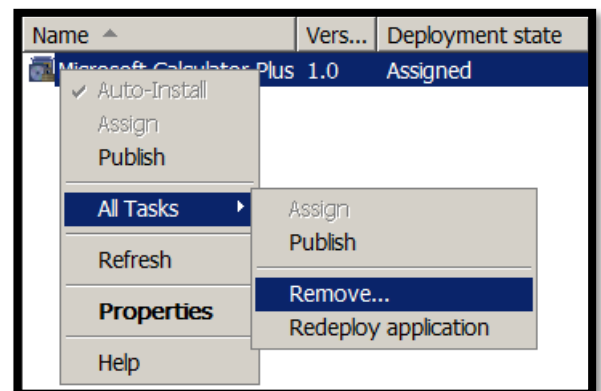 Name Vers... Deployment state
Microsoft Calculator Plus 1.0 Assigned
Auto-Install
Assign
Publish
All Tasks
Refresh
Properties
Help
Assign
Publish
Remove...
Redeploy application